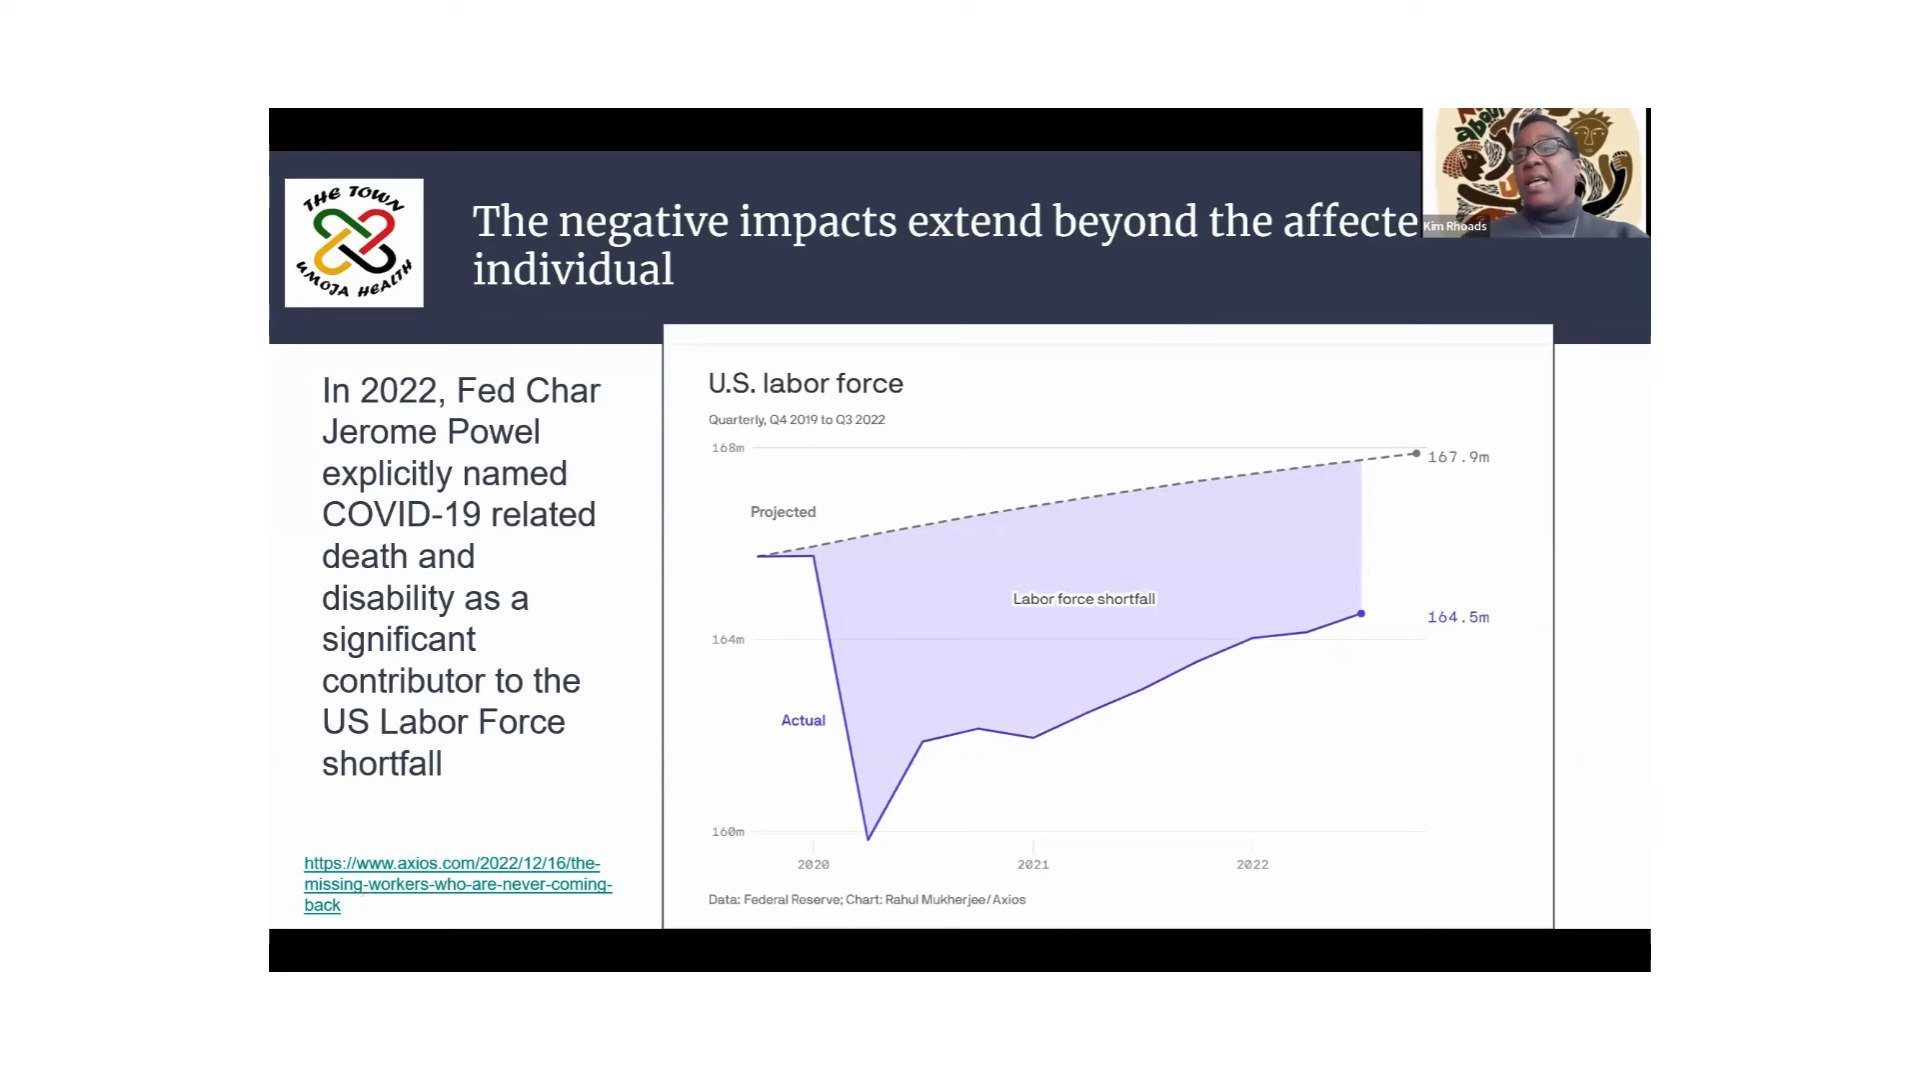 THE TOWN
UMOJA HEALTH
The negative impacts extend beyond the affecte
individual
about
Kim Rhoads
In 2022, Fed Char
Jerome Powel
explicitly named
COVID-19 related
death and
disability as a
significant
contributor to the
US Labor Force
shortfall
https://www.axios.com/2022/12/16/the-
missing-workers-who-are-never-coming-
back
U.S. labor force
Quarterly, Q4 2019 to Q3 2022
168m
167.9m
Projected
Labor force shortfall
164.5m
164m
Actual
160m
2020
2021
2022
Data: Federal Reserve; Chart: Rahul Mukherjee/Axios